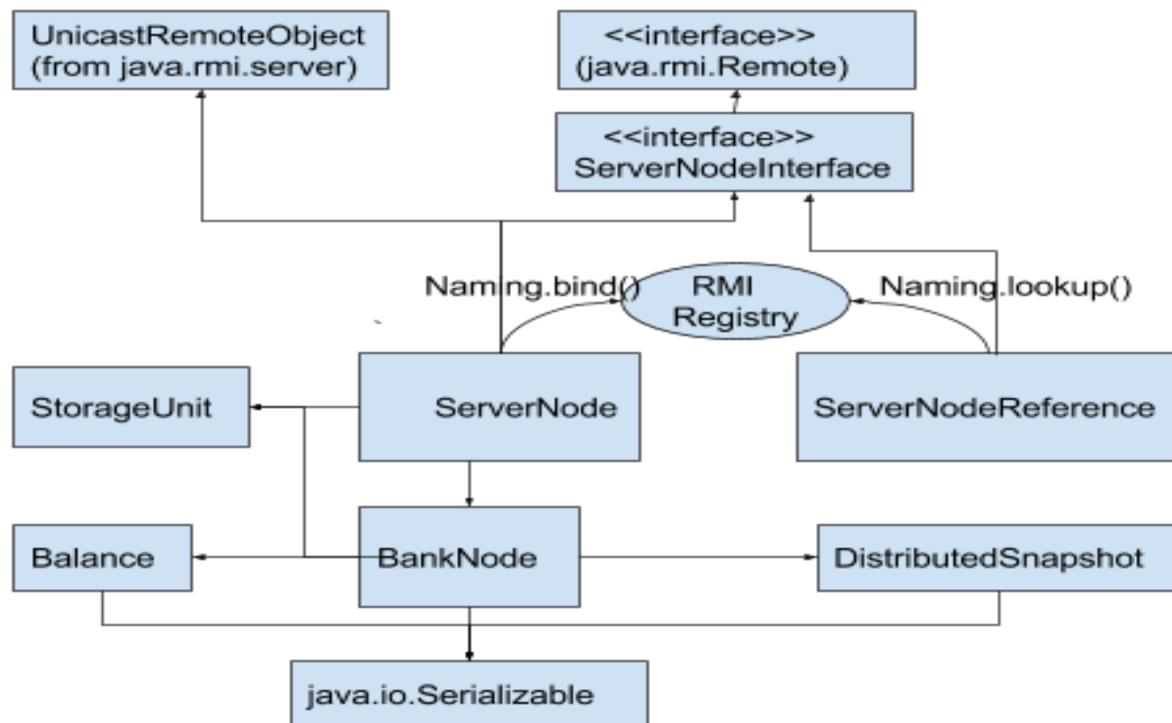 UnicastRemoteObject
(from java.rmi.server)
<<interface>>
(java.rmi.Remote)
<<interface>>
ServerNodeInterface
Naming.bind()
RMI
Registry
Naming.lookup()
StorageUnit
ServerNode
ServerNodeReference
Balance
BankNode
DistributedSnapshot
java.io.Serializable